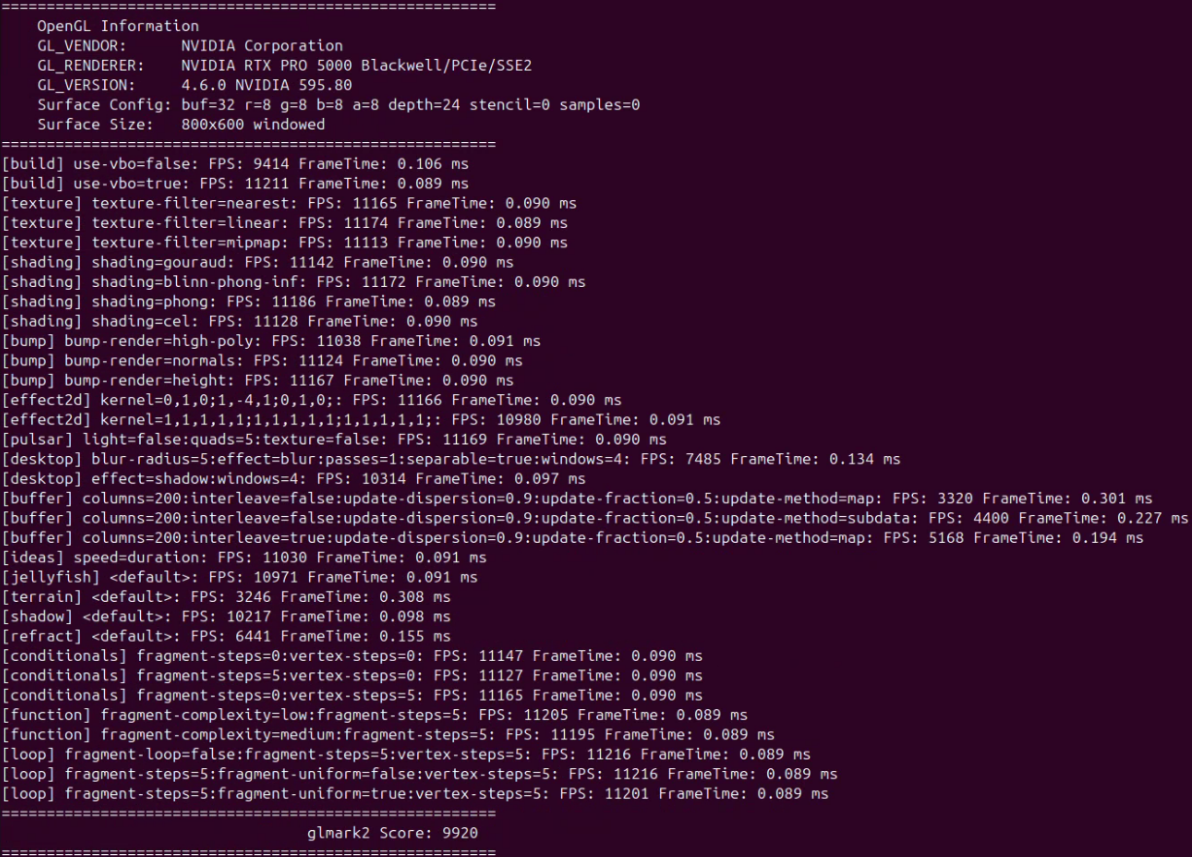 =======================================================
    OpenGL Information
    GL_VENDOR:      NVIDIA Corporation
    GL_RENDERER:    NVIDIA RTX PRO 5000 Blackwell/PCIe/SSE2
    GL_VERSION:     4.6.0 NVIDIA 595.80
    Surface Config: buf=32 r=8 g=8 b=8 a=8 depth=24 stencil=0 samples=0
    Surface Size:   800x600 windowed
=======================================================
[build] use-vbo=false: FPS: 9414 FrameTime: 0.106 ms
[build] use-vbo=true: FPS: 11211 FrameTime: 0.089 ms
[texture] texture-filter=nearest: FPS: 11165 FrameTime: 0.090 ms
[texture] texture-filter=linear: FPS: 11174 FrameTime: 0.089 ms
[texture] texture-filter=mipmap: FPS: 11113 FrameTime: 0.090 ms
[shading] shading=gouraud: FPS: 11142 FrameTime: 0.090 ms
[shading] shading=blinn-phong-inf: FPS: 11172 FrameTime: 0.090 ms
[shading] shading=phong: FPS: 11186 FrameTime: 0.089 ms
[shading] shading=cel: FPS: 11128 FrameTime: 0.090 ms
[bump] bump-render=high-poly: FPS: 11038 FrameTime: 0.091 ms
[bump] bump-render=normals: FPS: 11124 FrameTime: 0.090 ms
[bump] bump-render=height: FPS: 11167 FrameTime: 0.090 ms
[effect2d] kernel=0,1,0;1,-4,1;0,1,0;: FPS: 11166 FrameTime: 0.090 ms
[effect2d] kernel=1,1,1,1,1;1,1,1,1,1;1,1,1,1,1;: FPS: 10980 FrameTime: 0.091 ms
[pulsar] light=false:quads=5:texture=false: FPS: 11169 FrameTime: 0.090 ms
[desktop] blur-radius=5:effect=blur:passes=1:separable=true:windows=4: FPS: 7485 FrameTime: 0.134 ms
[desktop] effect=shadow:windows=4: FPS: 10314 FrameTime: 0.097 ms
[buffer] columns=200:interleave=false:update-dispersion=0.9:update-fraction=0.5:update-method=map: FPS: 3320 FrameTime: 0.301 ms
[buffer] columns=200:interleave=false:update-dispersion=0.9:update-fraction=0.5:update-method=subdata: FPS: 4400 FrameTime: 0.227 ms
[buffer] columns=200:interleave=true:update-dispersion=0.9:update-fraction=0.5:update-method=map: FPS: 5168 FrameTime: 0.194 ms
[ideas] speed=duration: FPS: 11030 FrameTime: 0.091 ms
[jellyfish] <default>: FPS: 10971 FrameTime: 0.091 ms
[terrain] <default>: FPS: 3246 FrameTime: 0.308 ms
[shadow] <default>: FPS: 10217 FrameTime: 0.098 ms
[refract] <default>: FPS: 6441 FrameTime: 0.155 ms
[conditionals] fragment-steps=0:vertex-steps=0: FPS: 11147 FrameTime: 0.090 ms
[conditionals] fragment-steps=5:vertex-steps=0: FPS: 11127 FrameTime: 0.090 ms
[conditionals] fragment-steps=0:vertex-steps=5: FPS: 11165 FrameTime: 0.090 ms
[function] fragment-complexity=low:fragment-steps=5: FPS: 11205 FrameTime: 0.089 ms
[function] fragment-complexity=medium:fragment-steps=5: FPS: 11195 FrameTime: 0.089 ms
[loop] fragment-loop=false:fragment-steps=5:vertex-steps=5: FPS: 11216 FrameTime: 0.089 ms
[loop] fragment-steps=5:fragment-uniform=false:vertex-steps=5: FPS: 11216 FrameTime: 0.089 ms
[loop] fragment-steps=5:fragment-uniform=true:vertex-steps=5: FPS: 11201 FrameTime: 0.089 ms
=======================================================
                                  glmark2 Score: 9920
=======================================================